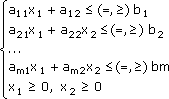 a₁₁x₁ + a₁₂ ≤ (=, ≥) b₁
a₂₁x₁ + a₂₂x₂ ≤ (=, ≥) b₂
...
aₘ₁x₁ + aₘ₂x₂ ≤ (=, ≥) bm
x₁ ≥ 0, x₂ ≥ 0